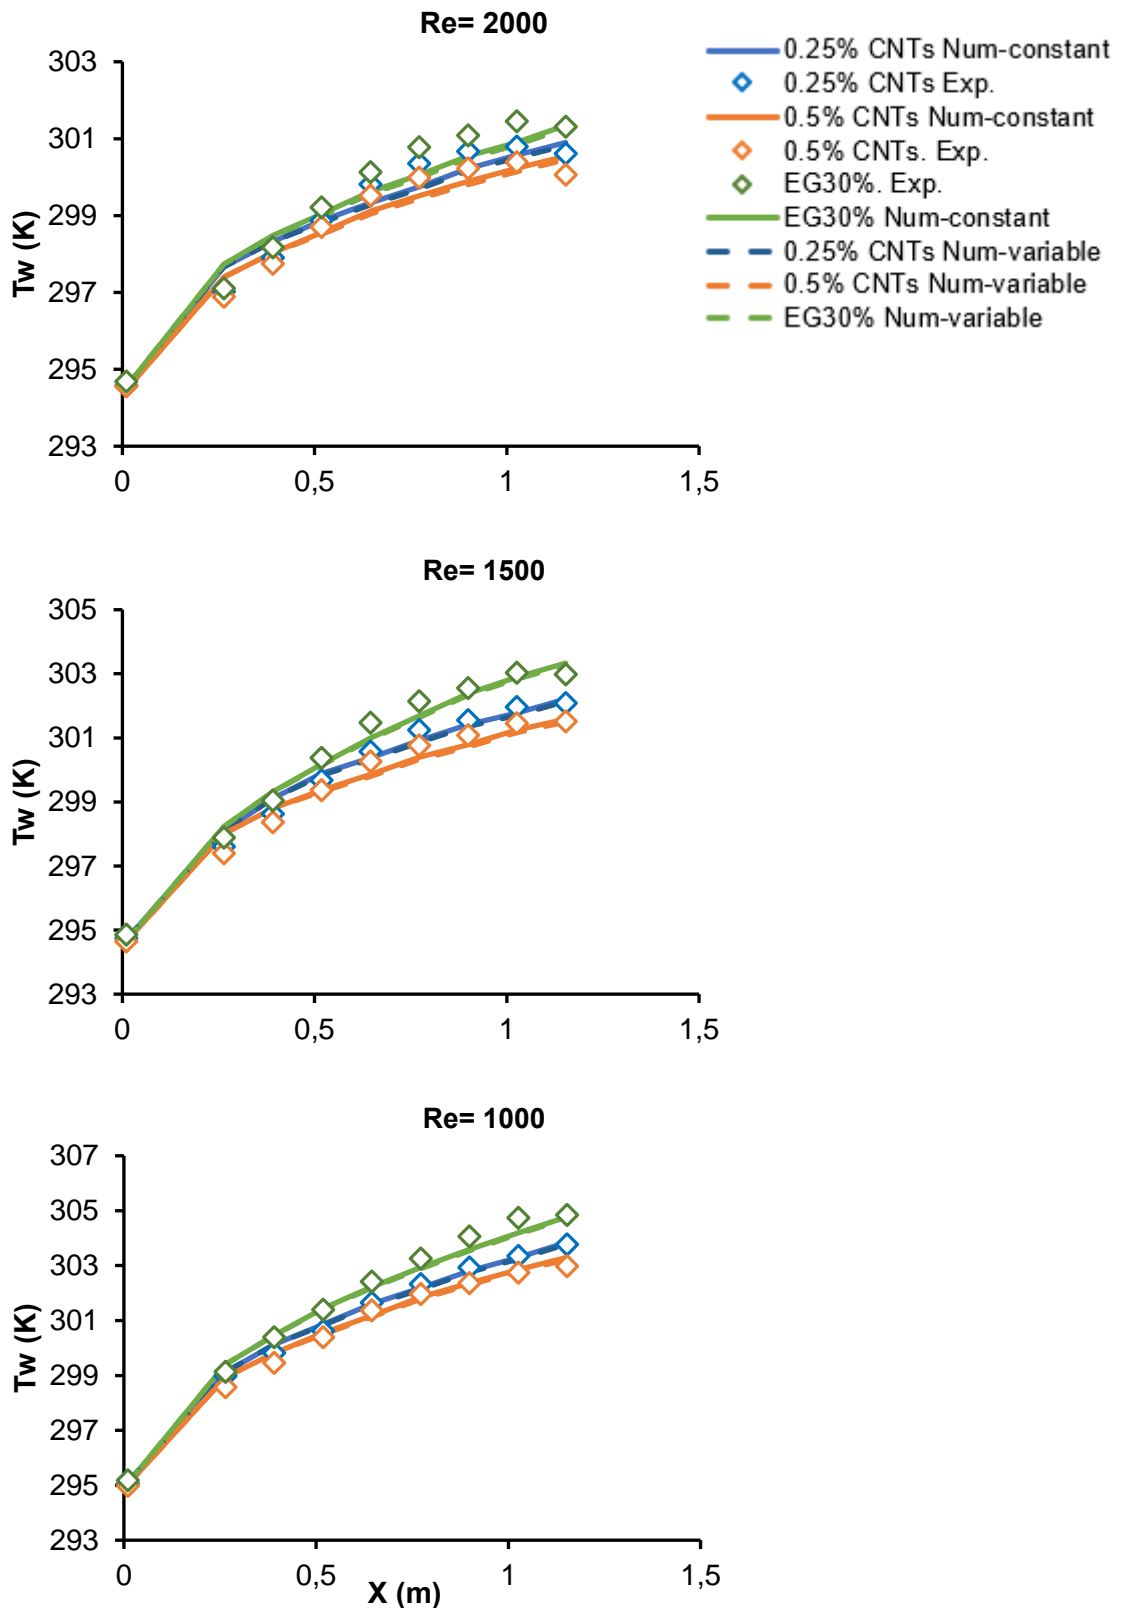 Re= 2000
0.25% CNTs Num-constant
0.25% CNTs Exp.
0.5% CNTs Num-constant
0.5% CNTs. Exp.
EG30%. Exp.
EG30% Num-constant
0.25% CNTs Num-variable
0.5% CNTs Num-variable
EG30% Num-variable
Tw (K)
303
301
299
297
295
293
0 0,5 1 1,5
Re= 1500
Tw (K)
305
303
301
299
297
295
293
0 0,5 1 1,5
Re= 1000
Tw (K)
307
305
303
301
299
297
295
293
0 0,5 1 1,5
X (m)